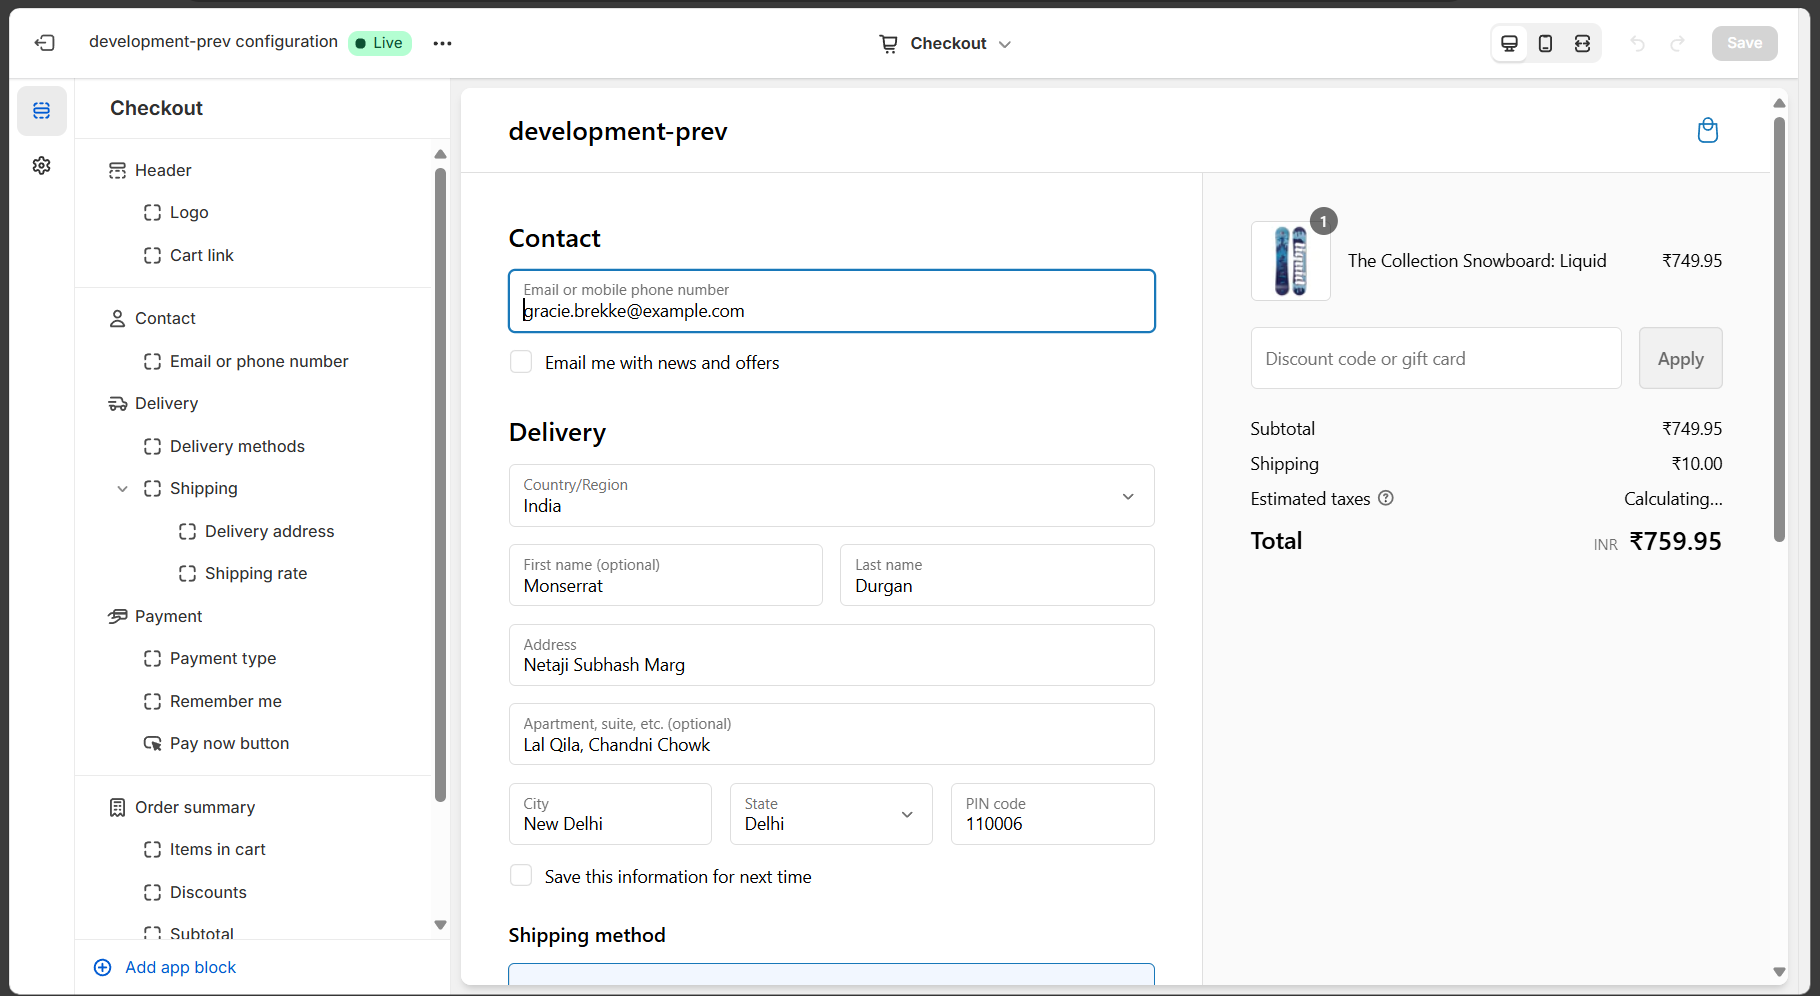 development-prev configuration
Live
Checkout
Save
Checkout
Header
Logo
Cart link
Contact
Email or phone number
Delivery
Delivery methods
Shipping
Delivery address
Shipping rate
Payment
Payment type
Remember me
Pay now button
Order summary
Items in cart
Discounts
Subtotal
Add app block
development-prev
Contact
Email or mobile phone number
gracie.brekke@example.com
Email me with news and offers
Delivery
Country/Region
India
First name (optional)
Monserrat
Last name
Durgan
Address
Netaji Subhash Marg
Apartment, suite, etc. (optional)
Lal Qila, Chandni Chowk
City
New Delhi
State
Delhi
PIN code
110006
Save this information for next time
Shipping method
1
liquid
The Collection Snowboard: Liquid ₹749.95
Discount code or gift card
Apply
Subtotal ₹749.95
Shipping ₹10.00
Estimated taxes Calculating...
Total INR ₹759.95